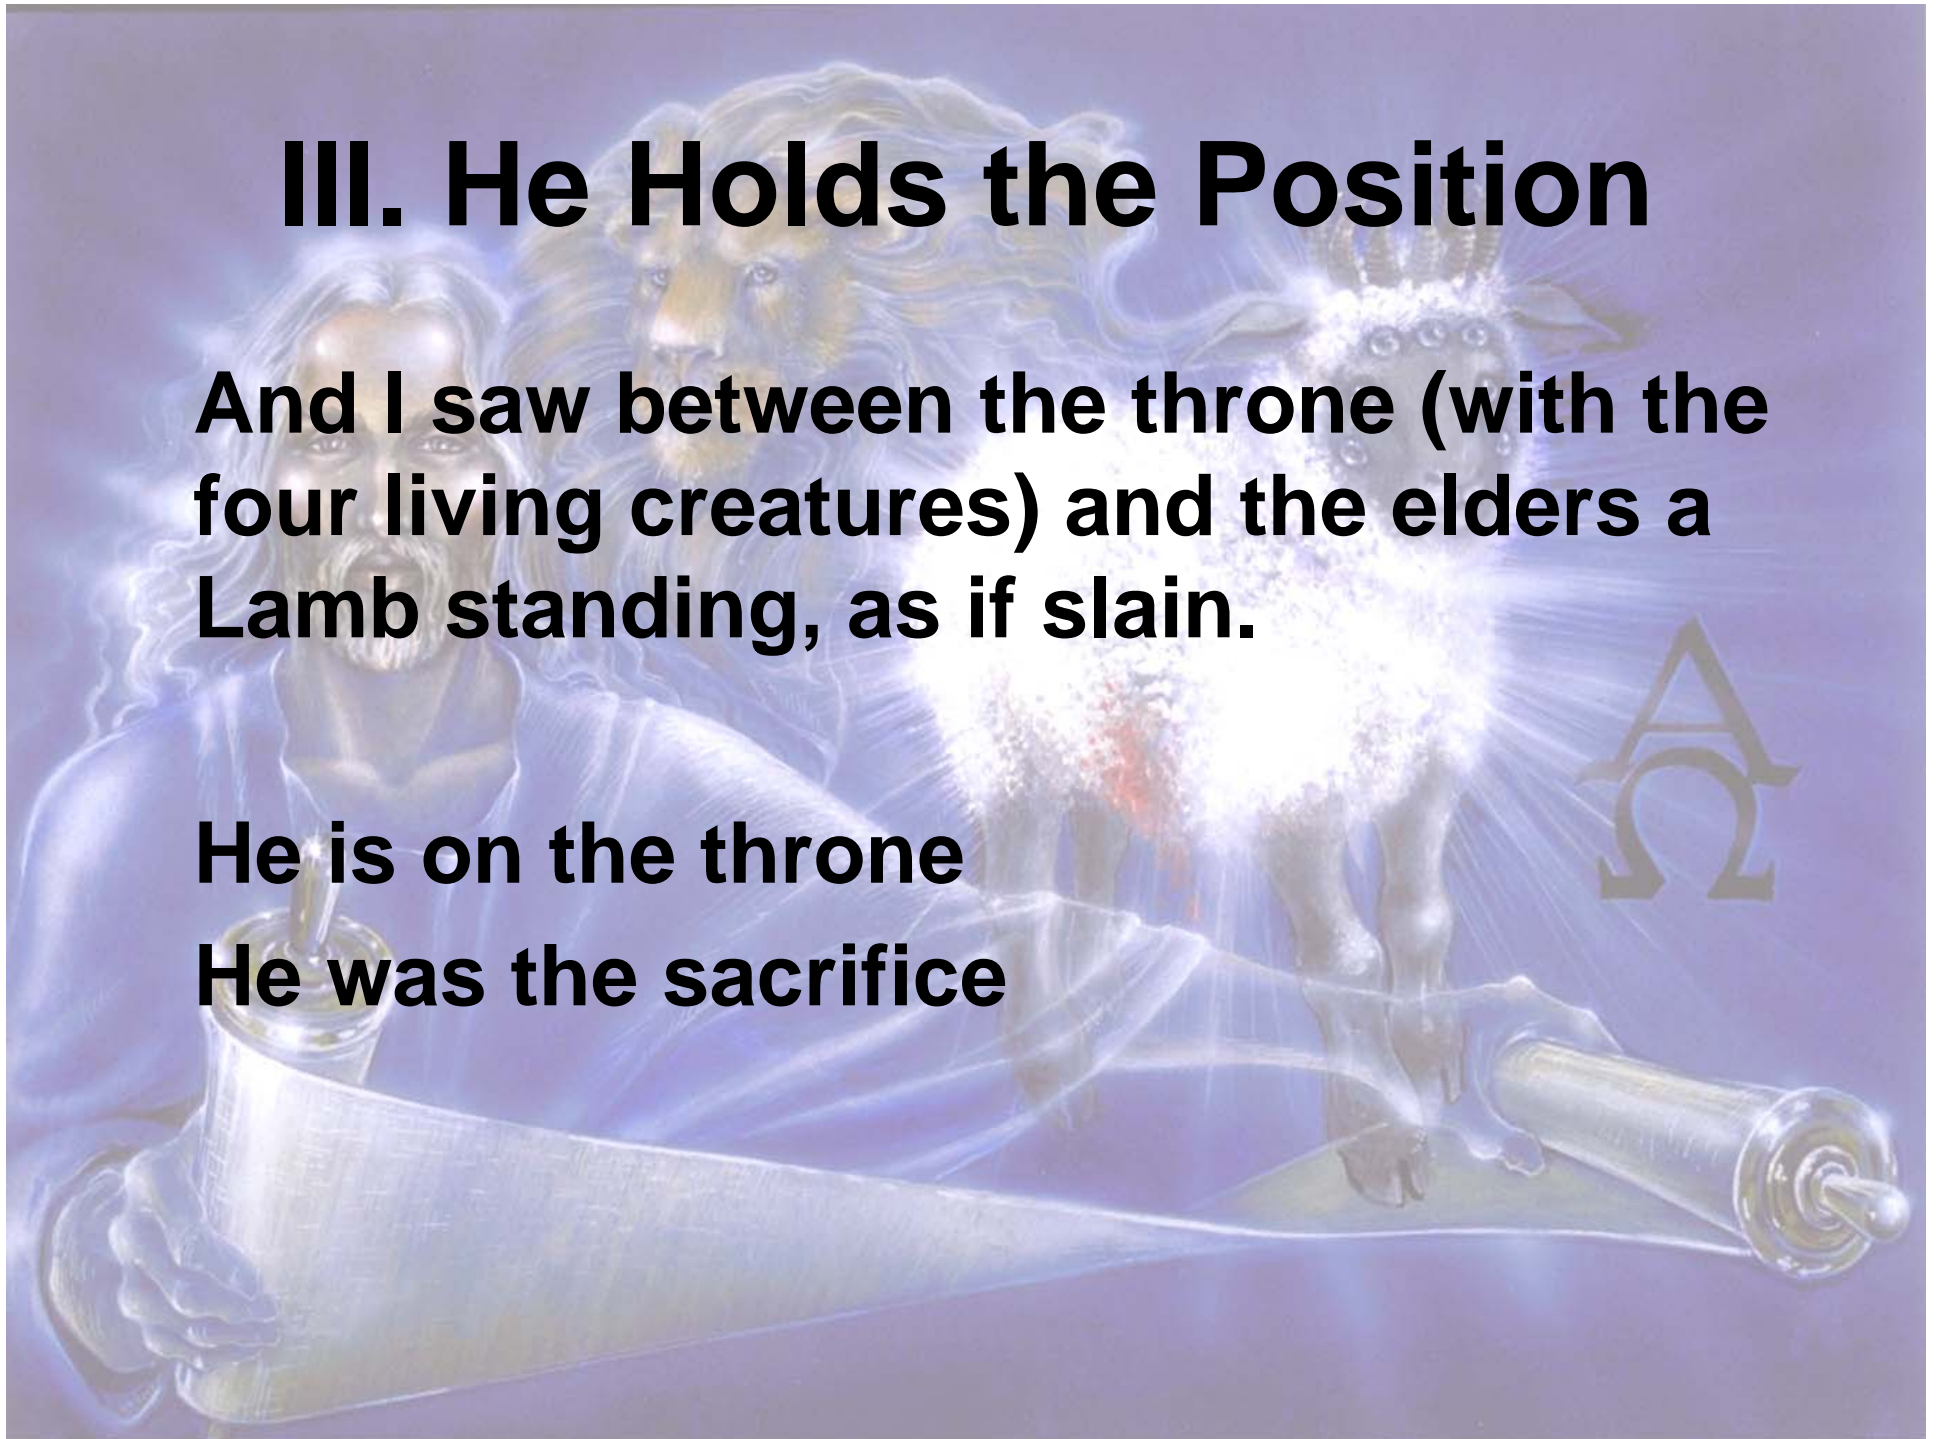 III. He Holds the Position
And I saw between the throne (with the
four living creatures) and the elders a
Lamb standing, as if slain.
He is on the throne
He was the sacrifice
Α
Ω